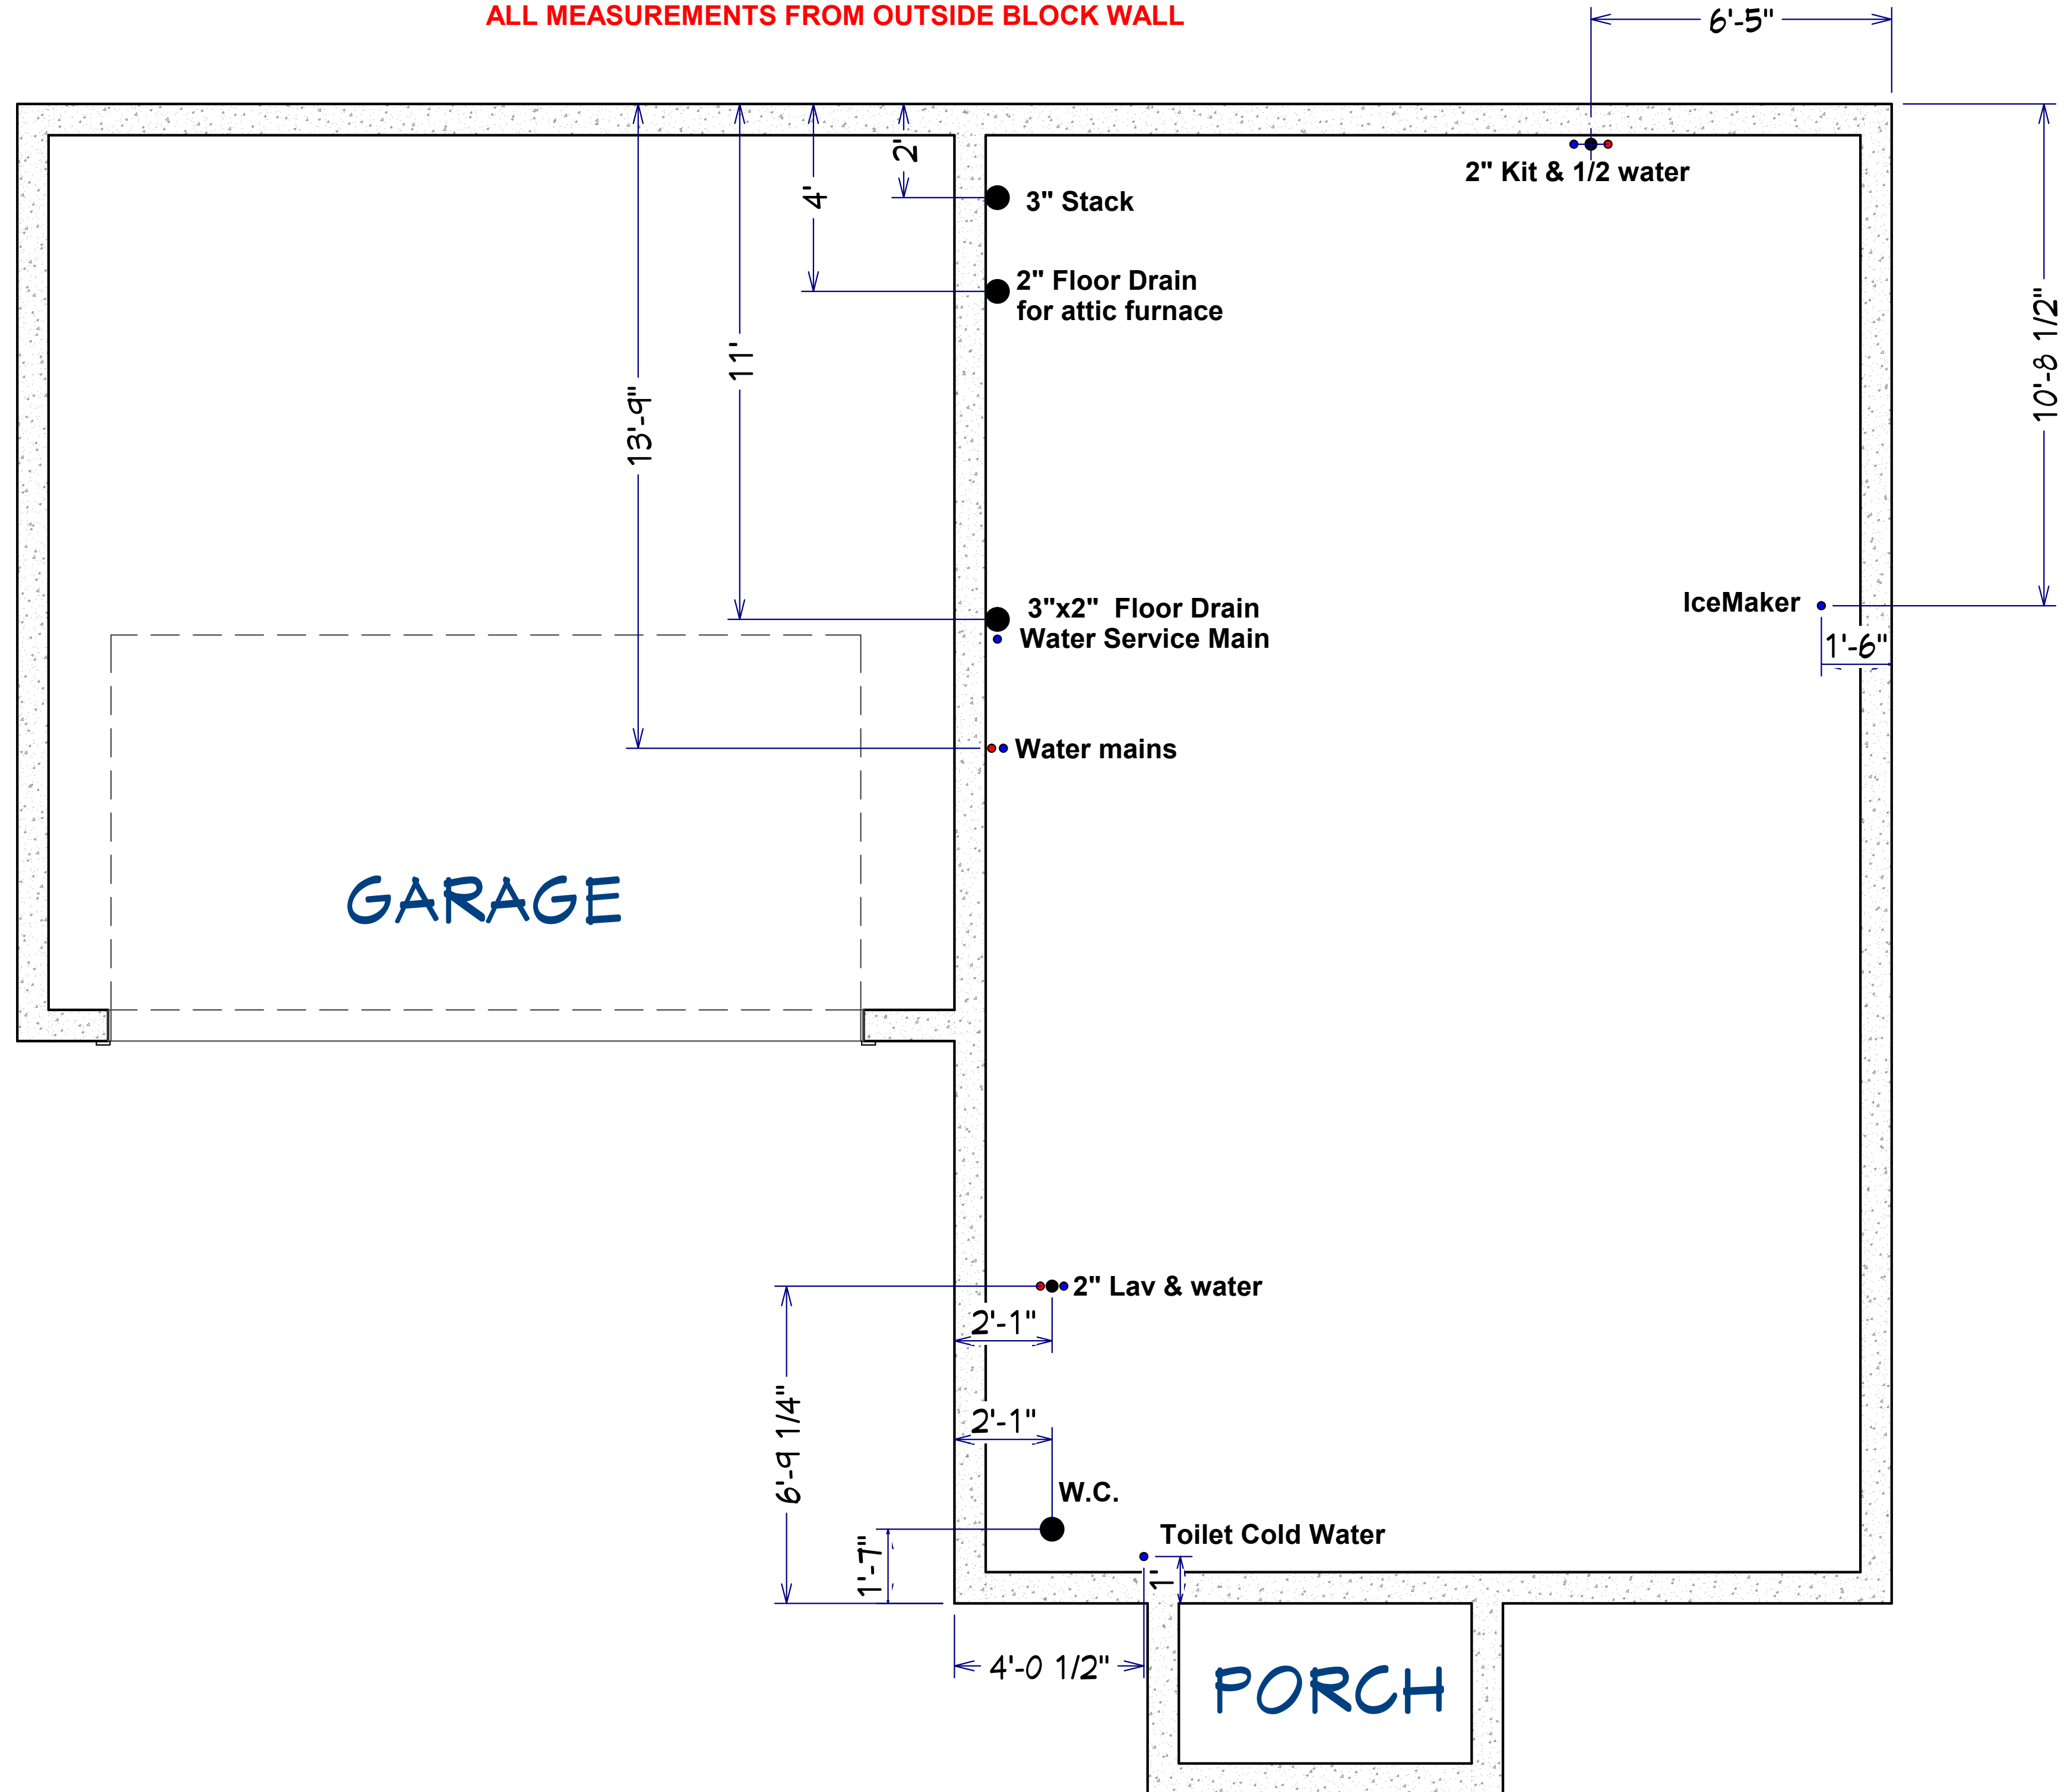 ALL MEASUREMENTS FROM OUTSIDE BLOCK WALL
6'-5"
2'
4'
11'
13'-9"
2" Kit & 1/2 water
3" Stack
2" Floor Drain
for attic furnace
10'-8 1/2"
3"x2"  Floor Drain
Water Service Main
IceMaker
1'-6"
Water mains
GARAGE
2" Lav & water
2'-1"
2'-1"
6'-9 1/4"
W.C.
1'-7"
Toilet Cold Water
1'
4'-0 1/2"
PORCH